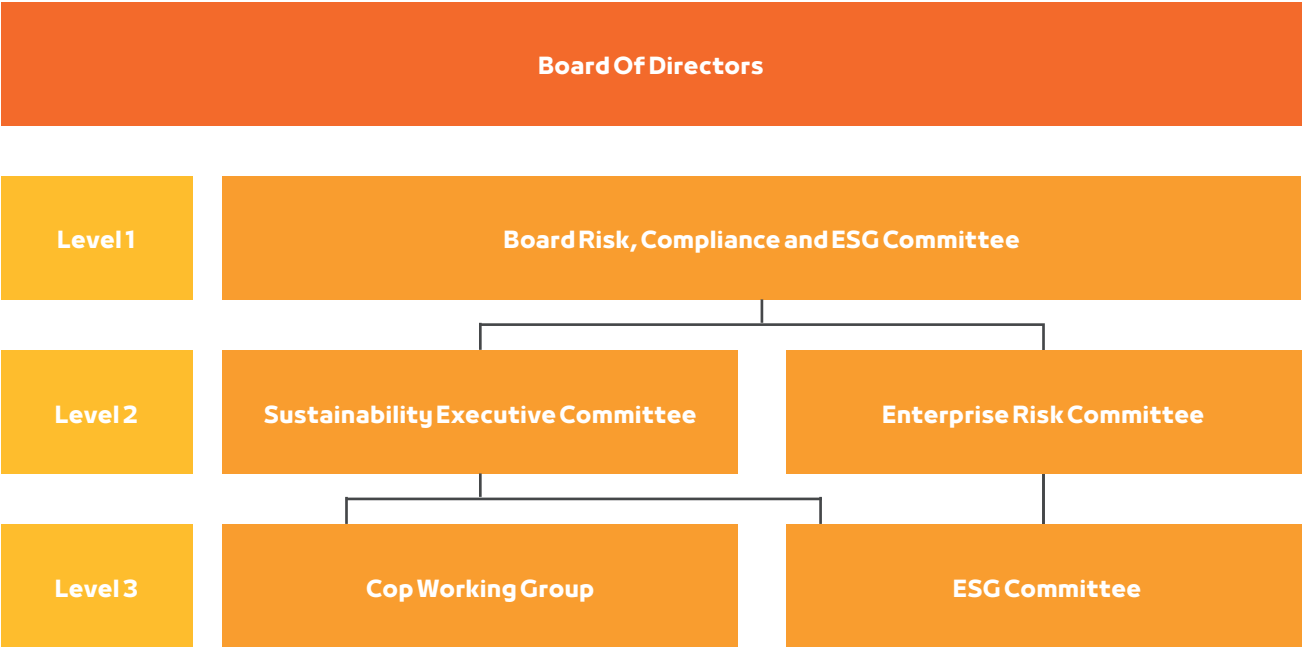 Board Of Directors
Level 1
Board Risk, Compliance and ESG Committee
Level 2
Sustainability Executive Committee
Enterprise Risk Committee
Level 3
Cop Working Group
ESG Committee